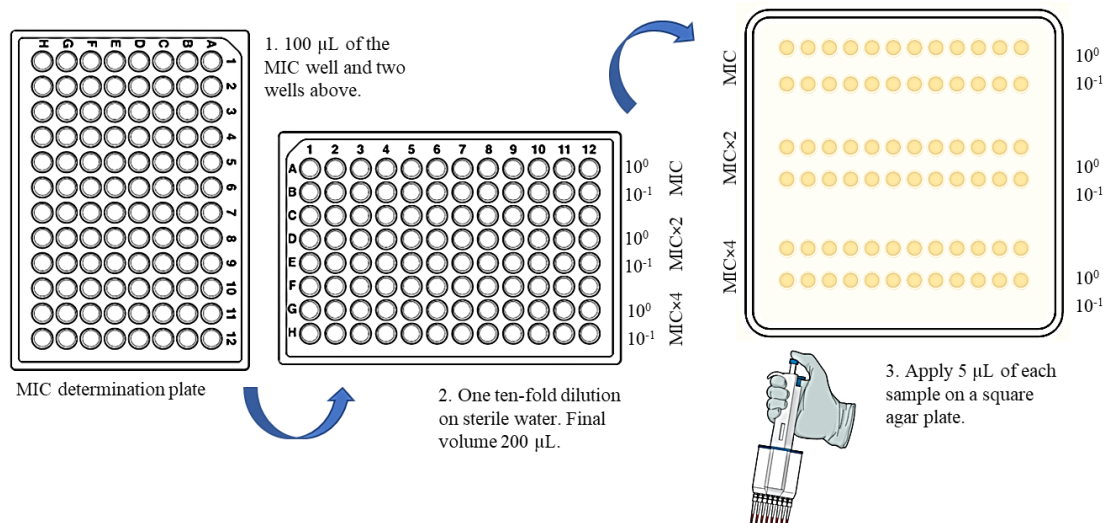 H G F E D C B A
1
2
3
4
5
6
7
8
9
10
11
12
MIC determination plate
1. 100 μL of the
MIC well and two
wells above.
1 2 3 4 5 6 7 8 9 10 11 12
A
B
C
D
E
F
G
H
10⁰
10⁻¹
MIC
10⁰
10⁻¹
MIC×2
10⁰
10⁻¹
MIC×4
2. One ten-fold dilution
on sterile water. Final
volume 200 μL.
MIC
10⁰
10⁻¹
MIC×2
10⁰
10⁻¹
MIC×4
10⁰
10⁻¹
3. Apply 5 μL of each
sample on a square
agar plate.